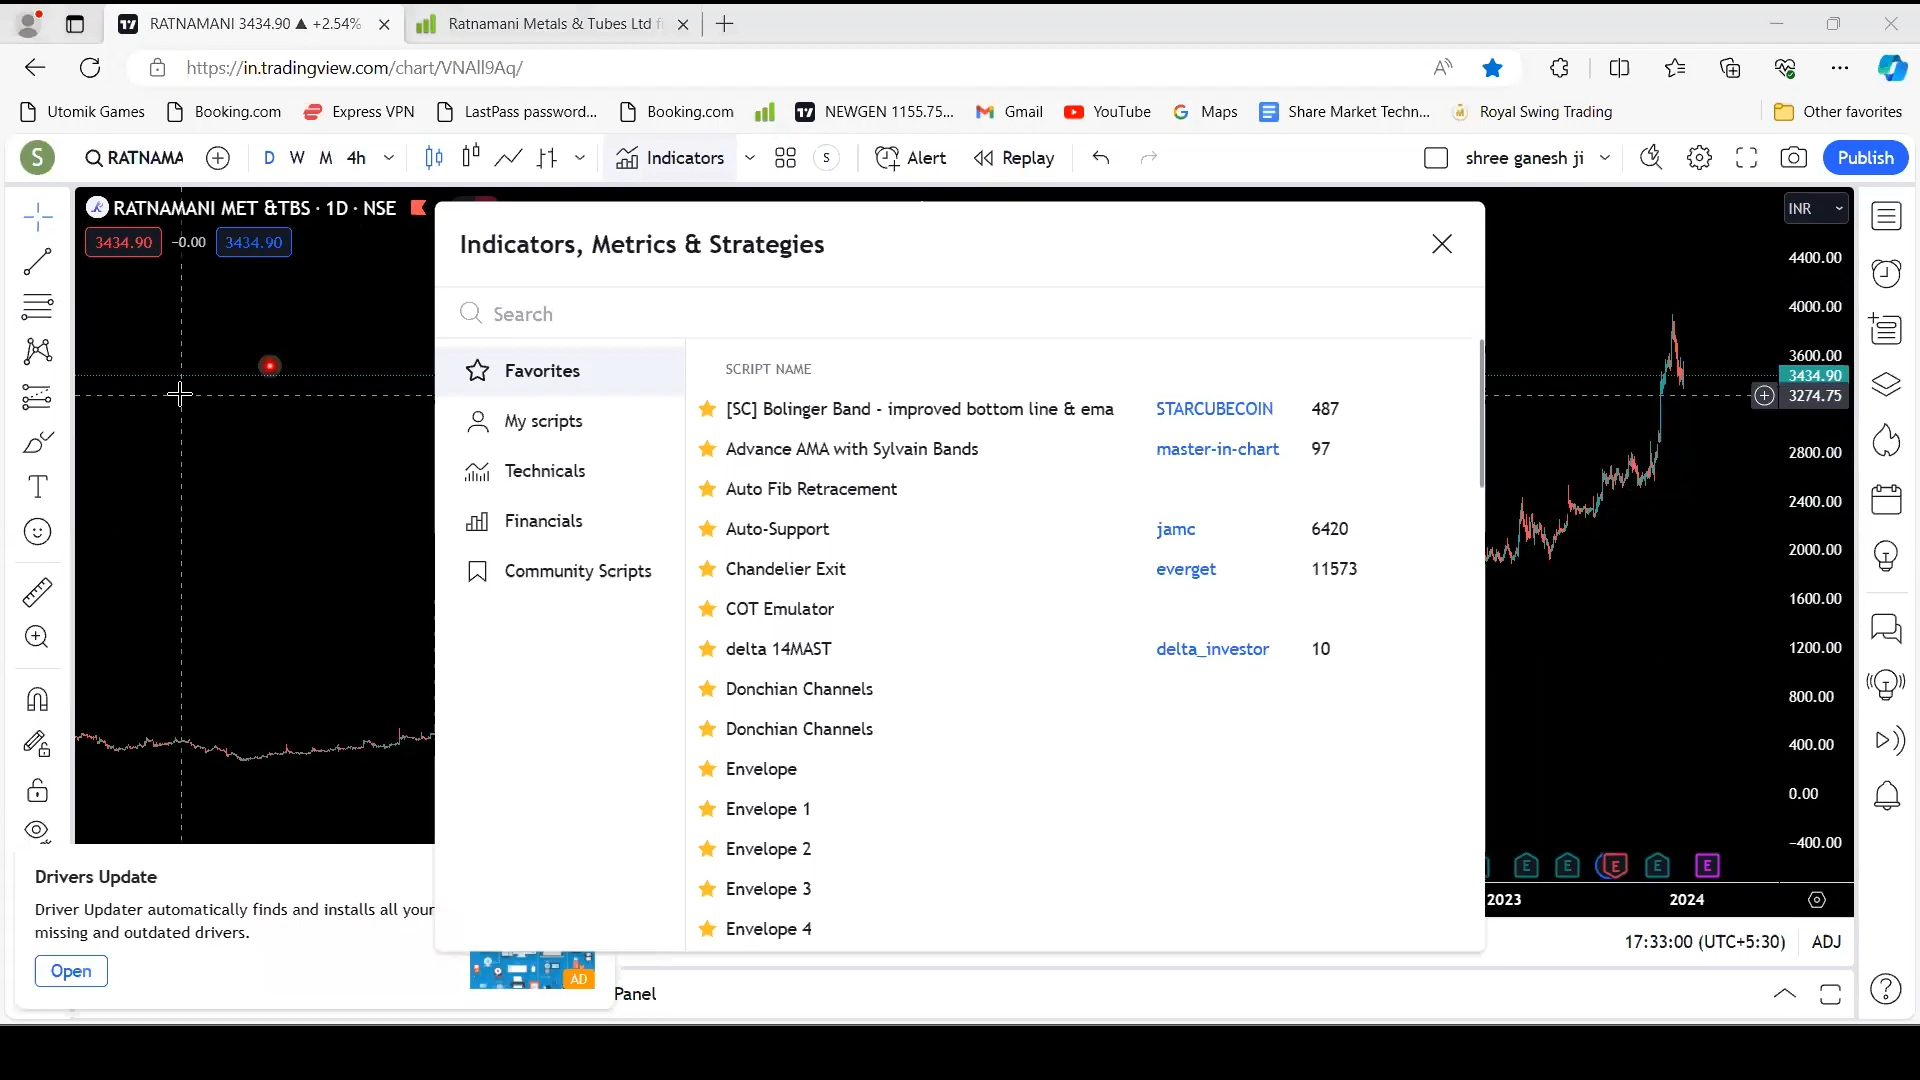 RATNAMANI 3434.90 ▲ +2.54%
Ratnamani Metals & Tubes Ltd fi
https://in.tradingview.com/chart/VNAll9Aq/
Utomik Games Booking.com Express VPN LastPass password... Booking.com NEWGEN 1155.75... Gmail YouTube Maps Share Market Techn... Royal Swing Trading Other favorites
S RATNAMA D W M 4h Indicators S Alert Replay shree ganesh ji Publish
RATNAMANI MET &TBS · 1D · NSE
INR
3434.90 −0.00 3434.90
Indicators, Metrics & Strategies
Search
Favorites
My scripts
Technicals
Financials
Community Scripts
SCRIPT NAME
[SC] Bolinger Band - improved bottom line & ema STARCUBECOIN 487
Advance AMA with Sylvain Bands master-in-chart 97
Auto Fib Retracement
Auto-Support jamc 6420
Chandelier Exit everget 11573
COT Emulator
delta 14MAST delta_investor 10
Donchian Channels
Donchian Channels
Envelope
Envelope 1
Envelope 2
Envelope 3
Envelope 4
4400.00
4000.00
3600.00
3434.90
3274.75
2800.00
2400.00
2000.00
1600.00
1200.00
800.00
400.00
0.00
−400.00
E E E E E
2023 2024
17:33:00 (UTC+5:30) ADJ
Drivers Update
Driver Updater automatically finds and installs all your
missing and outdated drivers.
Open
AD
Panel